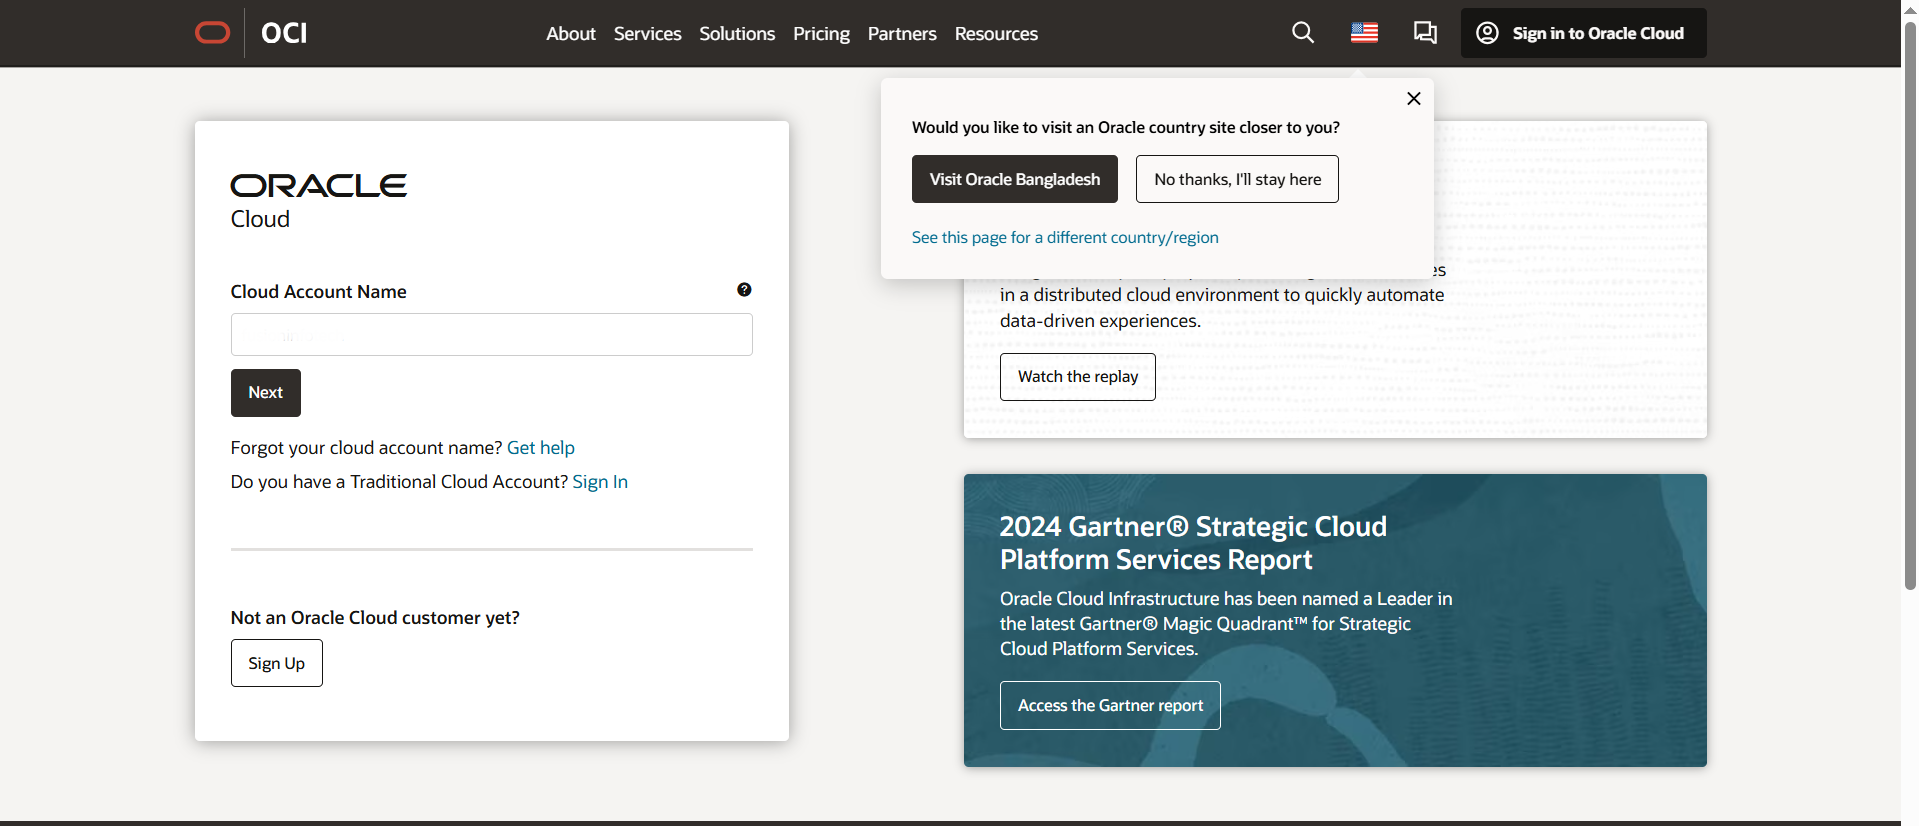 OCI
About
Services
Solutions
Pricing
Partners
Resources
Sign in to Oracle Cloud
Would you like to visit an Oracle country site closer to you?
Visit Oracle Bangladesh
No thanks, I'll stay here
See this page for a different country/region
ORACLE
Cloud
Cloud Account Name
Next
Forgot your cloud account name? Get help
Do you have a Traditional Cloud Account? Sign In
Not an Oracle Cloud customer yet?
Sign Up
in a distributed cloud environment to quickly automate
data-driven experiences.
Watch the replay
2024 Gartner® Strategic Cloud
Platform Services Report
Oracle Cloud Infrastructure has been named a Leader in
the latest Gartner® Magic Quadrant™ for Strategic
Cloud Platform Services.
Access the Gartner report